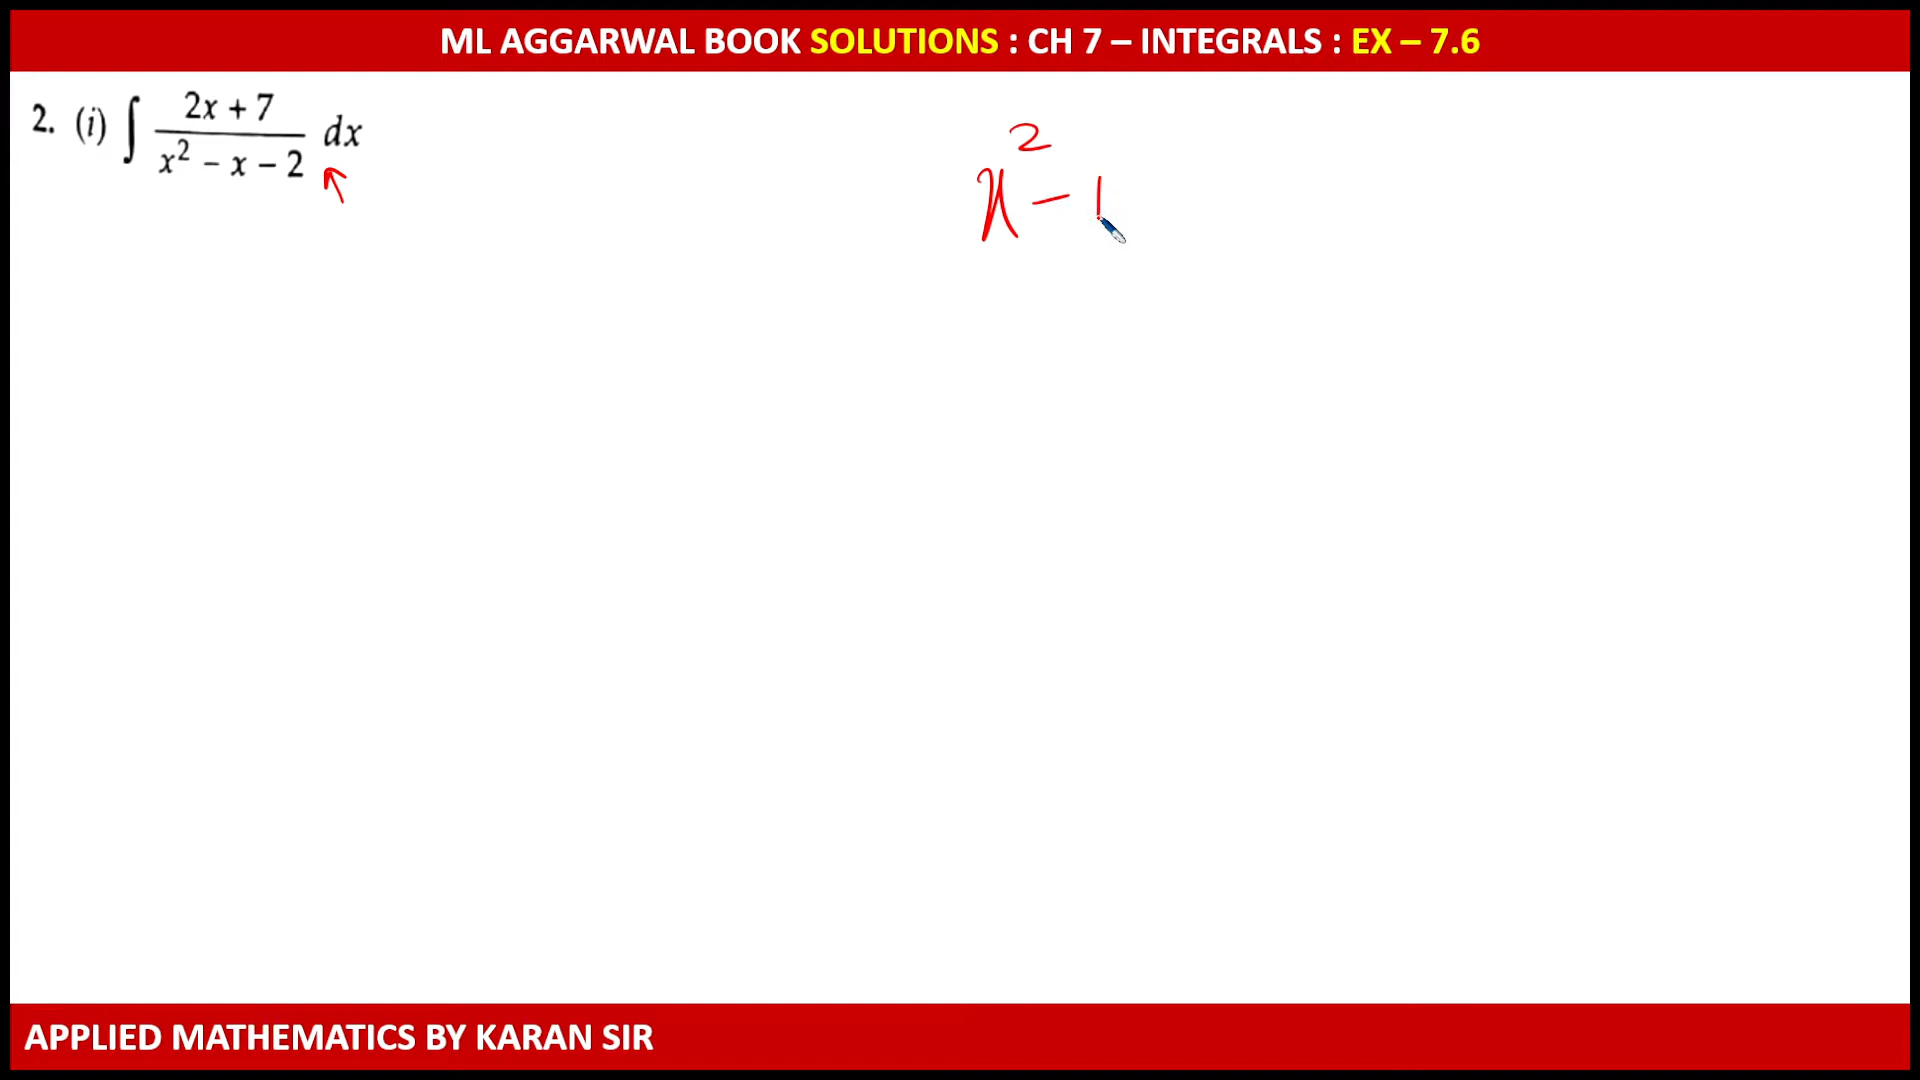 ML AGGARWAL BOOK SOLUTIONS : CH 7 – INTEGRALS : EX – 7.6
2. (i) ∫ (2x + 7)/(x² – x – 2) dx
x² – 1
APPLIED MATHEMATICS BY KARAN SIR